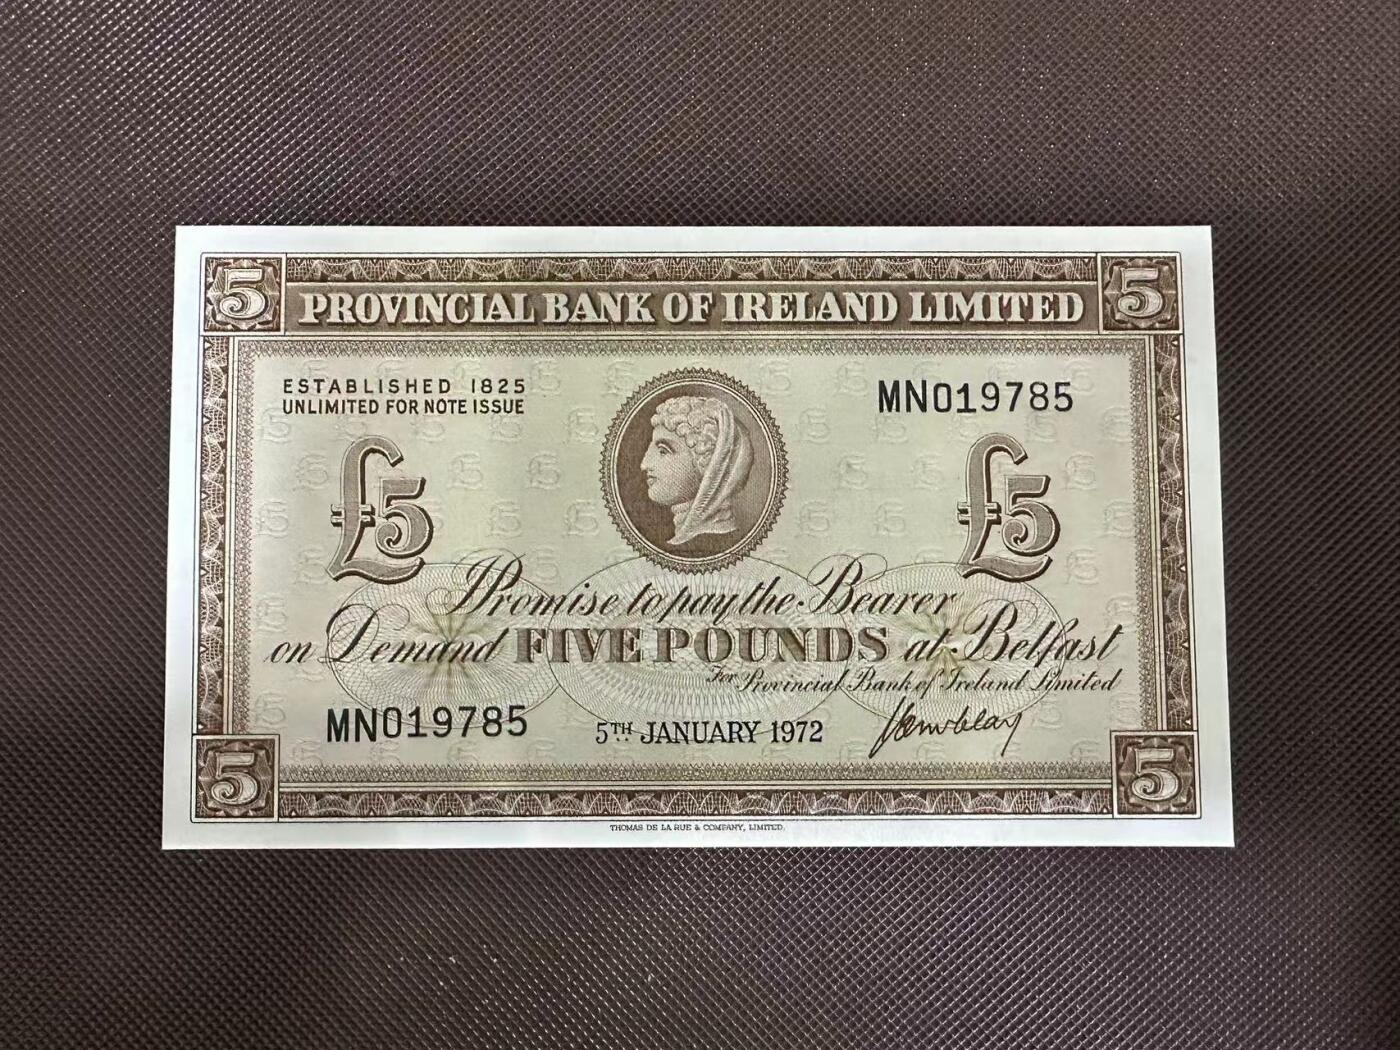 5 PROVINCIAL BANK OF IRELAND LIMITED 5
ESTABLISHED 1825
UNLIMITED FOR NOTE ISSUE
MN019785
£5 £5
Promise to pay the Bearer
on Demand FIVE POUNDS at Belfast
For Provincial Bank of Ireland Limited
MN019785
5TH JANUARY 1972
5 5
THOMAS DE LA RUE & COMPANY, LIMITED.